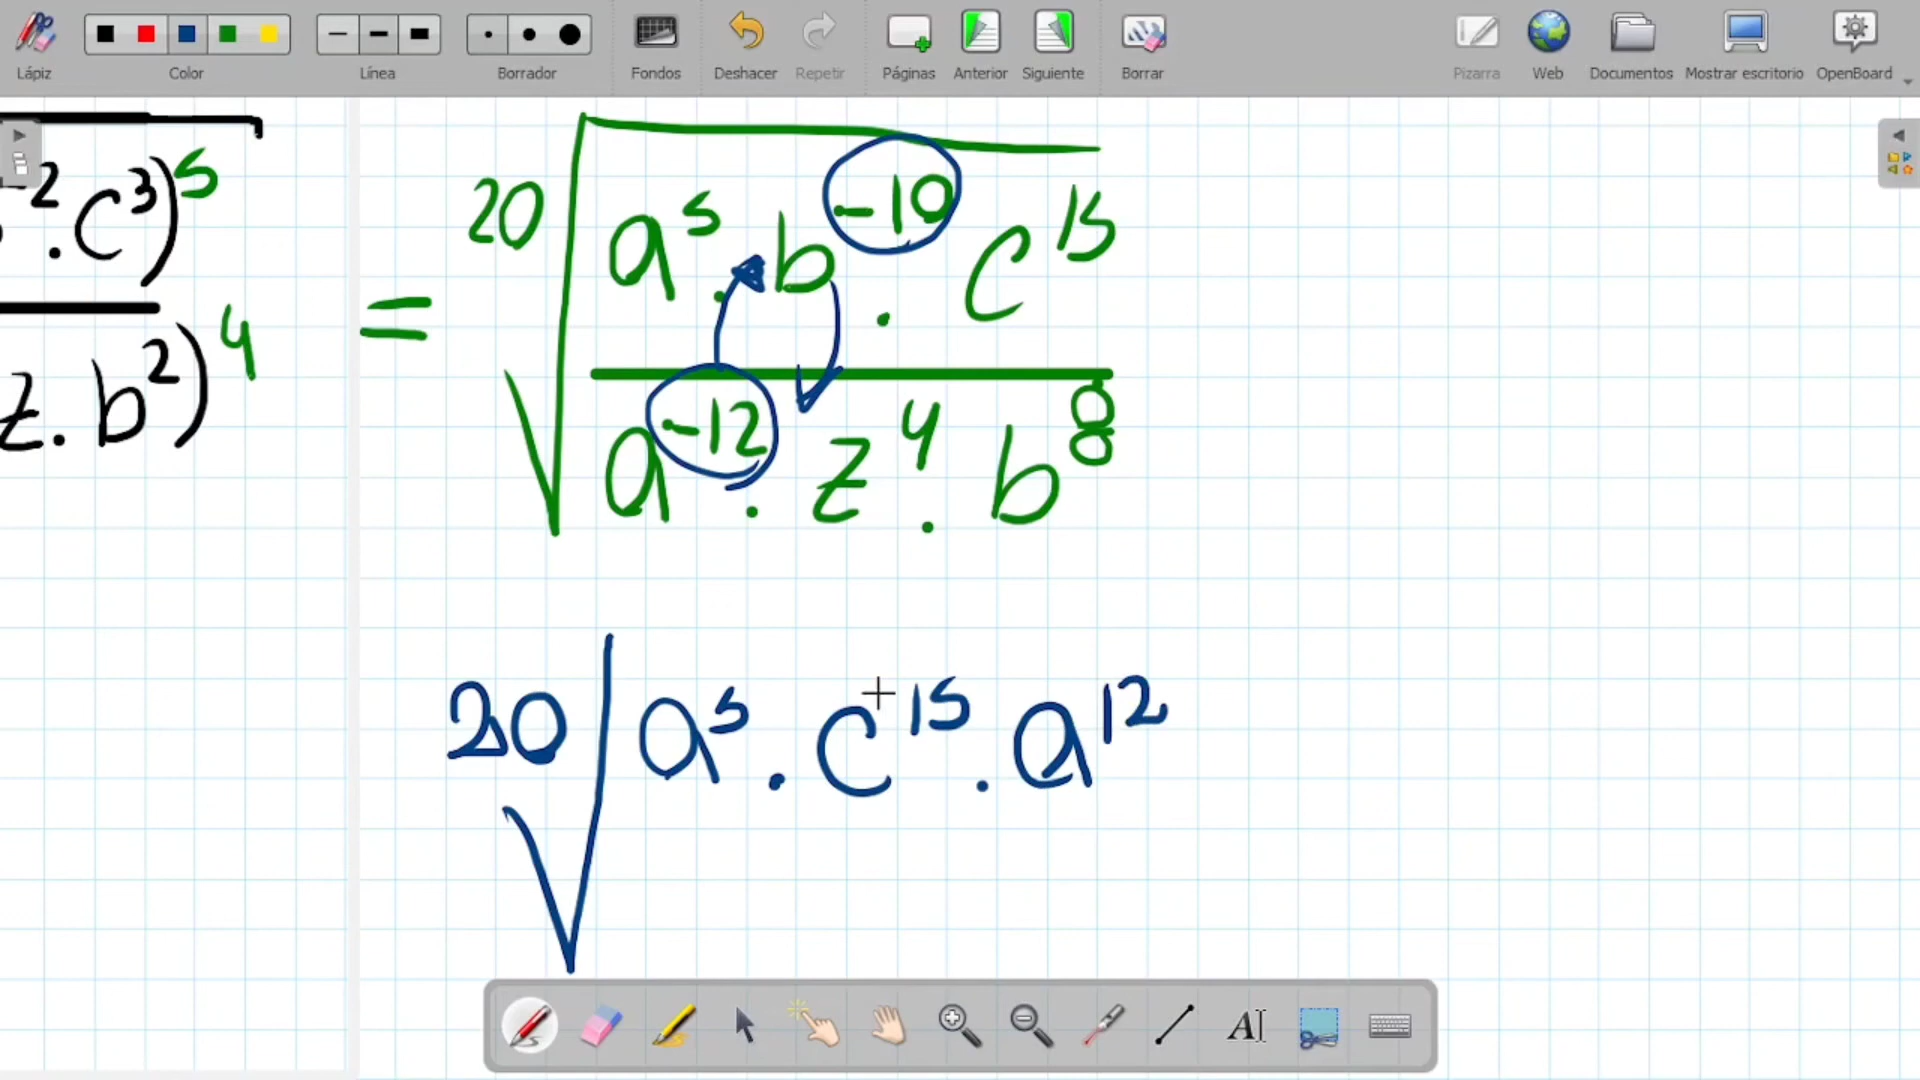 Lápiz Color Línea Borrador Fondos Deshacer Repetir Páginas Anterior Siguiente Borrar Pizarra Web Documentos Mostrar escritorio OpenBoard
⁻² . c³)⁵
z . b²)⁴
= ²⁰√ a⁵ . b⁻¹⁰ . c¹⁵
a⁻¹² . z⁴ . b⁸
²⁰√ a⁵ . c¹⁵ . a¹²